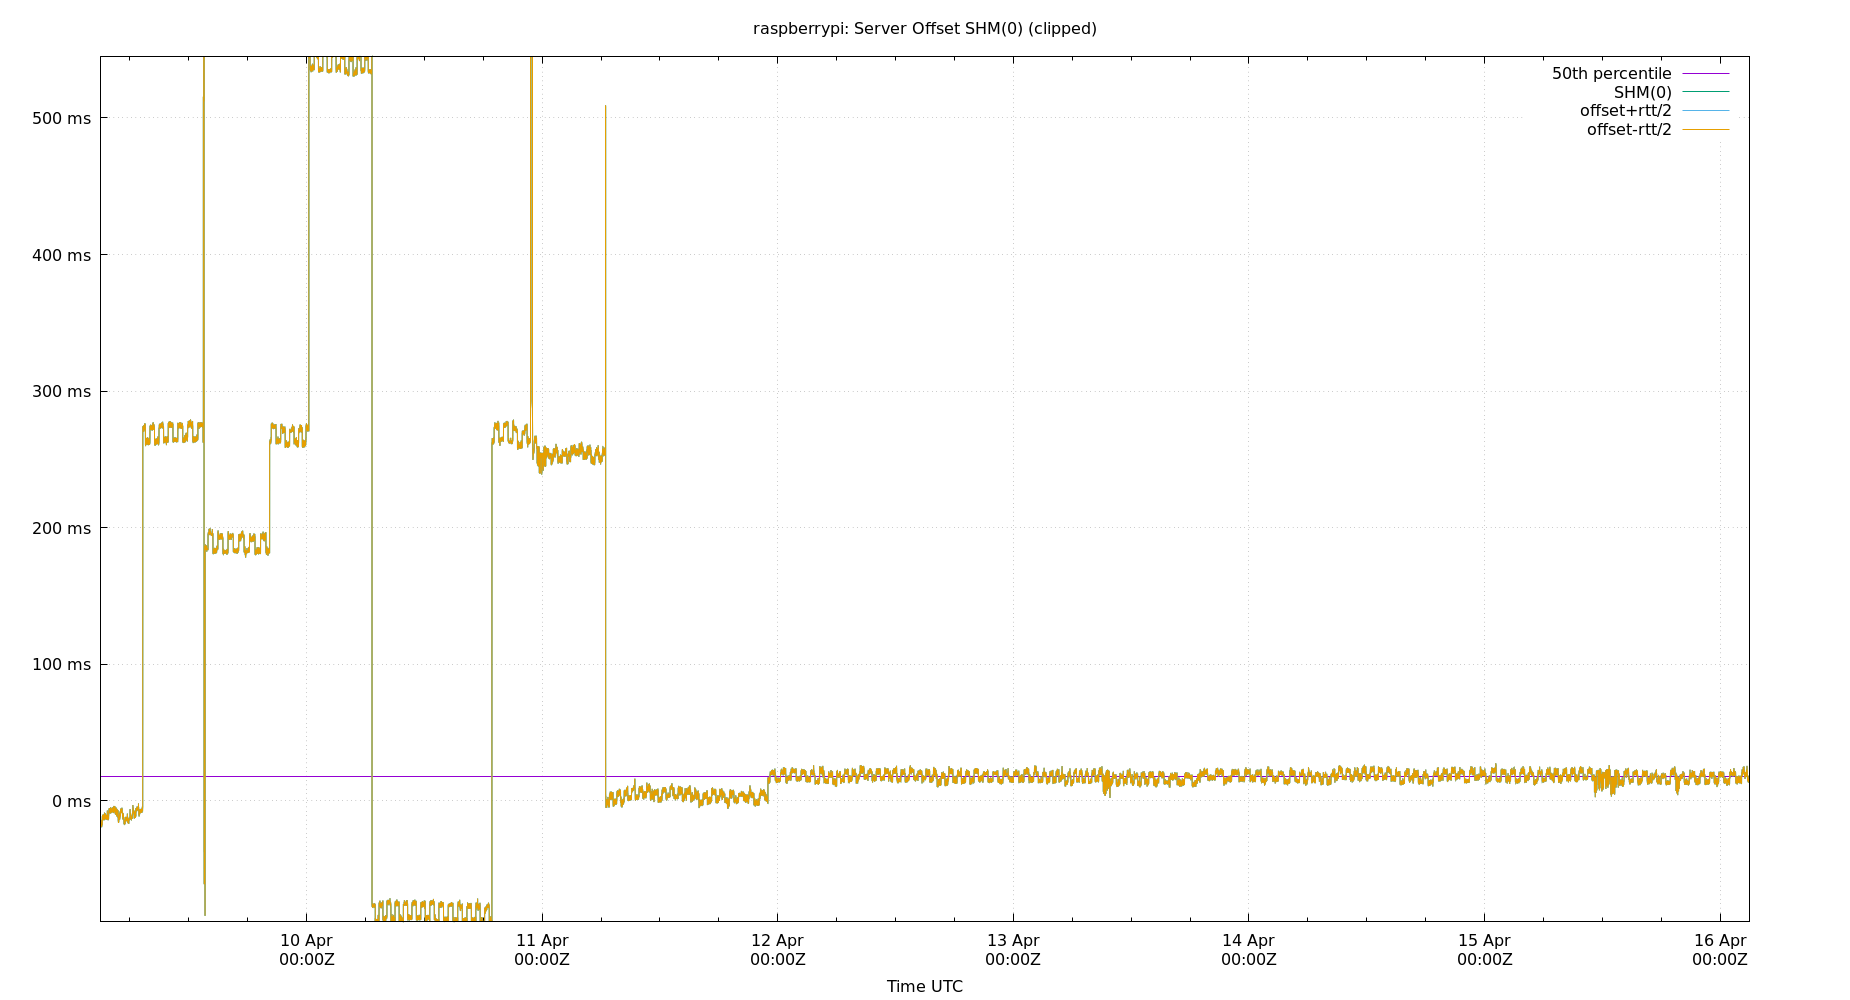 raspberrypi: Server Offset SHM(0) (clipped)
50th percentile
SHM(0)
offset+rtt/2
offset-rtt/2
500 ms
400 ms
300 ms
200 ms
100 ms
0 ms
10 Apr 11 Apr 12 Apr 13 Apr 14 Apr 15 Apr 16 Apr
00:00Z 00:00Z 00:00Z 00:00Z 00:00Z 00:00Z 00:00Z
Time UTC